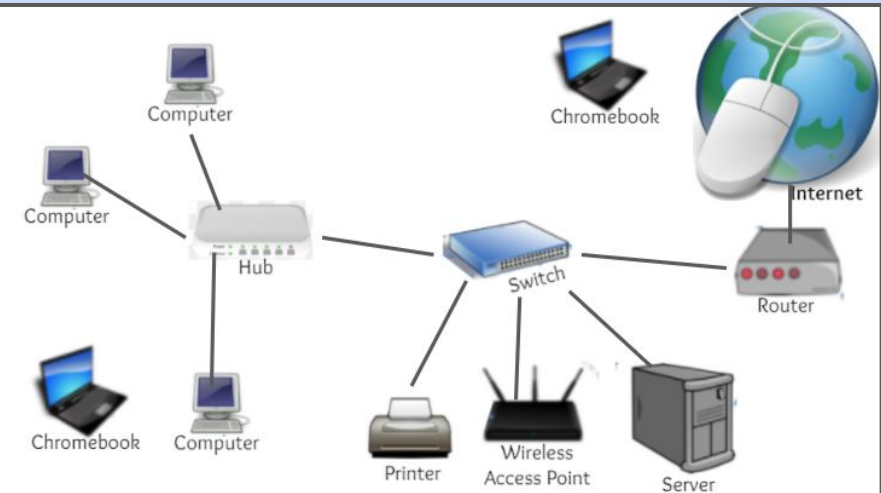 Computer
Chromebook
Computer
Internet
Hub
Switch
Router
Chromebook
Computer
Printer
Wireless
Access Point
Server